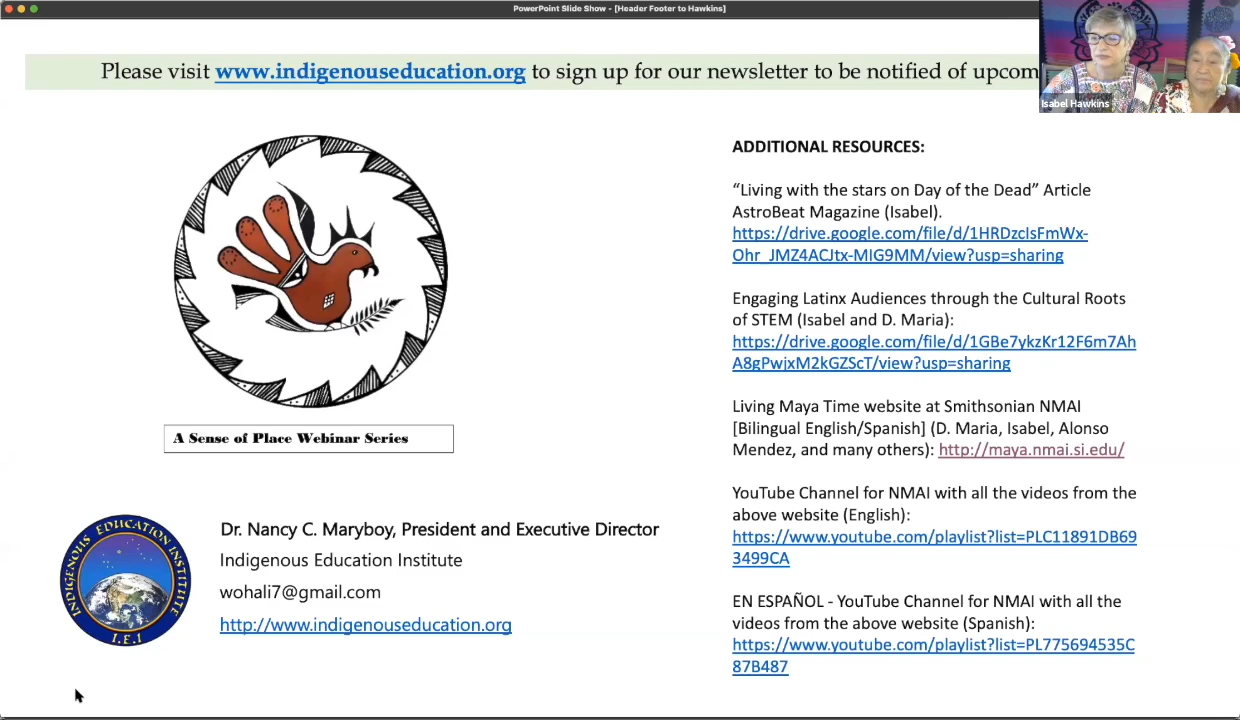 PowerPoint Slide Show - [Header Footer to Hawkins]
Please visit www.indigenouseducation.org to sign up for our newsletter to be notified of upcom
Isabel Hawkins
ADDITIONAL RESOURCES:
“Living with the stars on Day of the Dead” Article
AstroBeat Magazine (Isabel).
https://drive.google.com/file/d/1HRDzcIsFmWx-
Ohr_JMZ4ACJtx-MIG9MM/view?usp=sharing
Engaging Latinx Audiences through the Cultural Roots
of STEM (Isabel and D. Maria):
https://drive.google.com/file/d/1GBe7ykzKr12F6m7Ah
A8gPwjxM2kGZScT/view?usp=sharing
Living Maya Time website at Smithsonian NMAI
[Bilingual English/Spanish] (D. Maria, Isabel, Alonso
Mendez, and many others): http://maya.nmai.si.edu/
YouTube Channel for NMAI with all the videos from the
above website (English):
https://www.youtube.com/playlist?list=PLC11891DB69
3499CA
EN ESPAÑOL - YouTube Channel for NMAI with all the
videos from the above website (Spanish):
https://www.youtube.com/playlist?list=PL775694535C
87B487
A Sense of Place Webinar Series
INDIGENOUS EDUCATION INSTITUTE
I.E.I
Dr. Nancy C. Maryboy, President and Executive Director
Indigenous Education Institute
wohali7@gmail.com
http://www.indigenouseducation.org